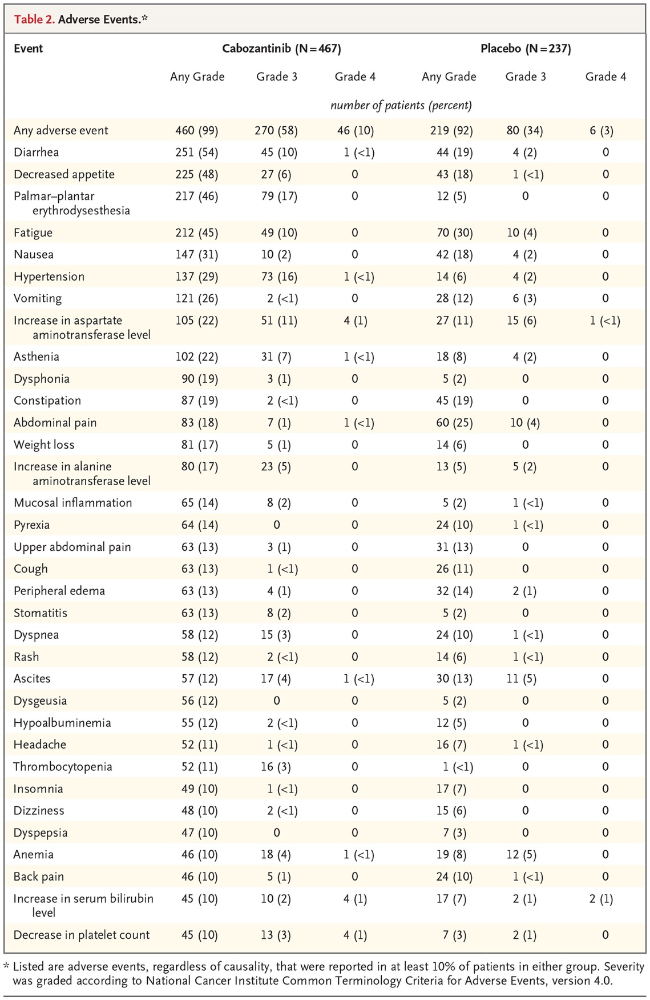 Table 2. Adverse Events.*
Event Cabozantinib (N=467) Placebo (N=237)
Any Grade Grade 3 Grade 4 Any Grade Grade 3 Grade 4
number of patients (percent)
Any adverse event 460 (99) 270 (58) 46 (10) 219 (92) 80 (34) 6 (3)
Diarrhea 251 (54) 45 (10) 1 (<1) 44 (19) 4 (2) 0
Decreased appetite 225 (48) 27 (6) 0 43 (18) 1 (<1) 0
Palmar–plantar 217 (46) 79 (17) 0 12 (5) 0 0
erythrodysesthesia
Fatigue 212 (45) 49 (10) 0 70 (30) 10 (4) 0
Nausea 147 (31) 10 (2) 0 42 (18) 4 (2) 0
Hypertension 137 (29) 73 (16) 1 (<1) 14 (6) 4 (2) 0
Vomiting 121 (26) 2 (<1) 0 28 (12) 6 (3) 0
Increase in aspartate 105 (22) 51 (11) 4 (1) 27 (11) 15 (6) 1 (<1)
aminotransferase level
Asthenia 102 (22) 31 (7) 1 (<1) 18 (8) 4 (2) 0
Dysphonia 90 (19) 3 (1) 0 5 (2) 0 0
Constipation 87 (19) 2 (<1) 0 45 (19) 0 0
Abdominal pain 83 (18) 7 (1) 1 (<1) 60 (25) 10 (4) 0
Weight loss 81 (17) 5 (1) 0 14 (6) 0 0
Increase in alanine 80 (17) 23 (5) 0 13 (5) 5 (2) 0
aminotransferase level
Mucosal inflammation 65 (14) 8 (2) 0 5 (2) 1 (<1) 0
Pyrexia 64 (14) 0 0 24 (10) 1 (<1) 0
Upper abdominal pain 63 (13) 3 (1) 0 31 (13) 0 0
Cough 63 (13) 1 (<1) 0 26 (11) 0 0
Peripheral edema 63 (13) 4 (1) 0 32 (14) 2 (1) 0
Stomatitis 63 (13) 8 (2) 0 5 (2) 0 0
Dyspnea 58 (12) 15 (3) 0 24 (10) 1 (<1) 0
Rash 58 (12) 2 (<1) 0 14 (6) 1 (<1) 0
Ascites 57 (12) 17 (4) 1 (<1) 30 (13) 11 (5) 0
Dysgeusia 56 (12) 0 0 5 (2) 0 0
Hypoalbuminemia 55 (12) 2 (<1) 0 12 (5) 0 0
Headache 52 (11) 1 (<1) 0 16 (7) 1 (<1) 0
Thrombocytopenia 52 (11) 16 (3) 0 1 (<1) 0 0
Insomnia 49 (10) 1 (<1) 0 17 (7) 0 0
Dizziness 48 (10) 2 (<1) 0 15 (6) 0 0
Dyspepsia 47 (10) 0 0 7 (3) 0 0
Anemia 46 (10) 18 (4) 1 (<1) 19 (8) 12 (5) 0
Back pain 46 (10) 5 (1) 0 24 (10) 1 (<1) 0
Increase in serum bilirubin 45 (10) 10 (2) 4 (1) 17 (7) 2 (1) 2 (1)
level
Decrease in platelet count 45 (10) 13 (3) 4 (1) 7 (3) 2 (1) 0
* Listed are adverse events, regardless of causality, that were reported in at least 10% of patients in either group. Severity
was graded according to National Cancer Institute Common Terminology Criteria for Adverse Events, version 4.0.